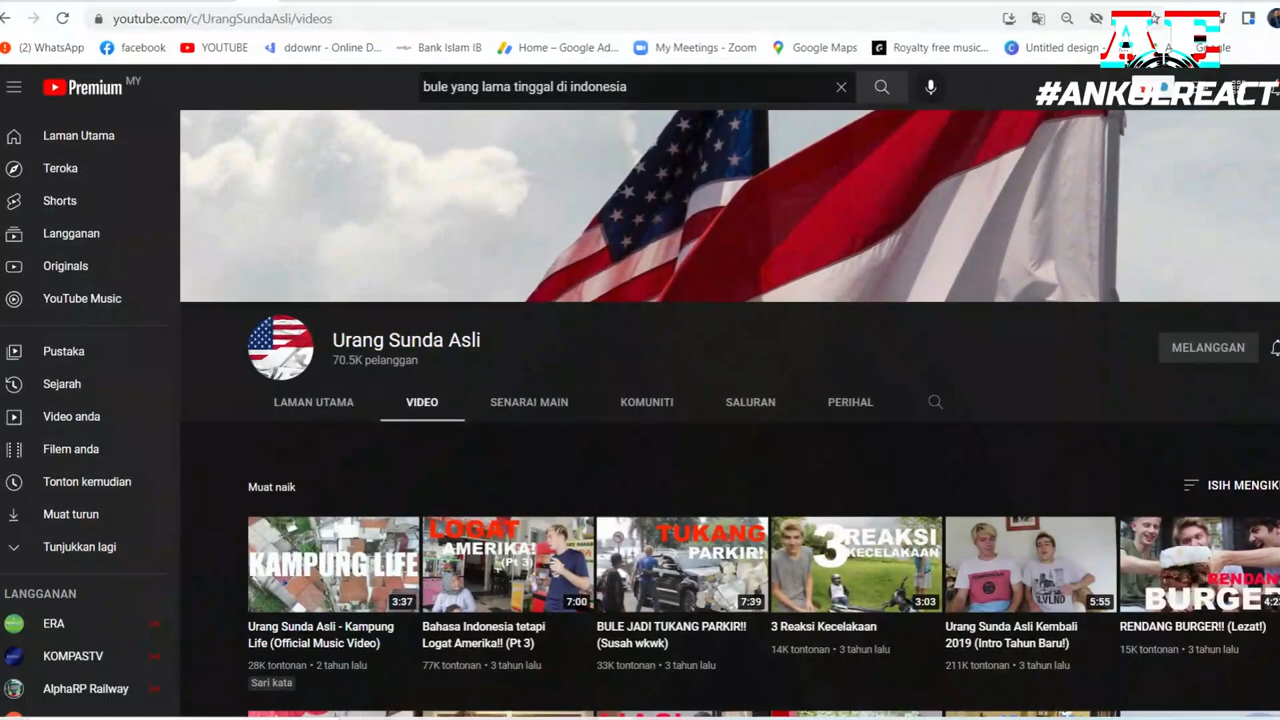 youtube.com/c/UrangSundaAsli/videos
(2) WhatsApp
facebook
YOUTUBE
ddownr - Online D...
Bank Islam IB
Home – Google Ad...
My Meetings - Zoom
Google Maps
Royalty free music...
Untitled design -
Google
#ANKOEREACT
Premium MY
bule yang lama tinggal di indonesia
Laman Utama
Teroka
Shorts
Langganan
Originals
YouTube Music
Pustaka
Sejarah
Video anda
Filem anda
Tonton kemudian
Muat turun
Tunjukkan lagi
LANGGANAN
ERA
KOMPASTV
AlphaRP Railway
Urang Sunda Asli
70.5K pelanggan
MELANGGAN
LAMAN UTAMA
VIDEO
SENARAI MAIN
KOMUNITI
SALURAN
PERIHAL
Muat naik
ISIH MENGIK
KAMPUNG LIFE
3:37
Urang Sunda Asli - Kampung
Life (Official Music Video)
28K tontonan • 2 tahun lalu
Sari kata
LOGAT
AMERIKA!
(Pt 3)
7:00
Bahasa Indonesia tetapi
Logat Amerika!! (Pt 3)
77K tontonan • 3 tahun lalu
TUKANG
PARKIR!
7:39
BULE JADI TUKANG PARKIR!!
(Susah wkwk)
33K tontonan • 3 tahun lalu
3 REAKSI
KECELAKAAN
3:03
3 Reaksi Kecelakaan
14K tontonan • 3 tahun lalu
5:55
Urang Sunda Asli Kembali
2019 (Intro Tahun Baru!)
211K tontonan • 3 tahun lalu
RENDANG
BURGER
4:2
RENDANG BURGER!! (Lezat!)
15K tontonan • 3 tahun lalu